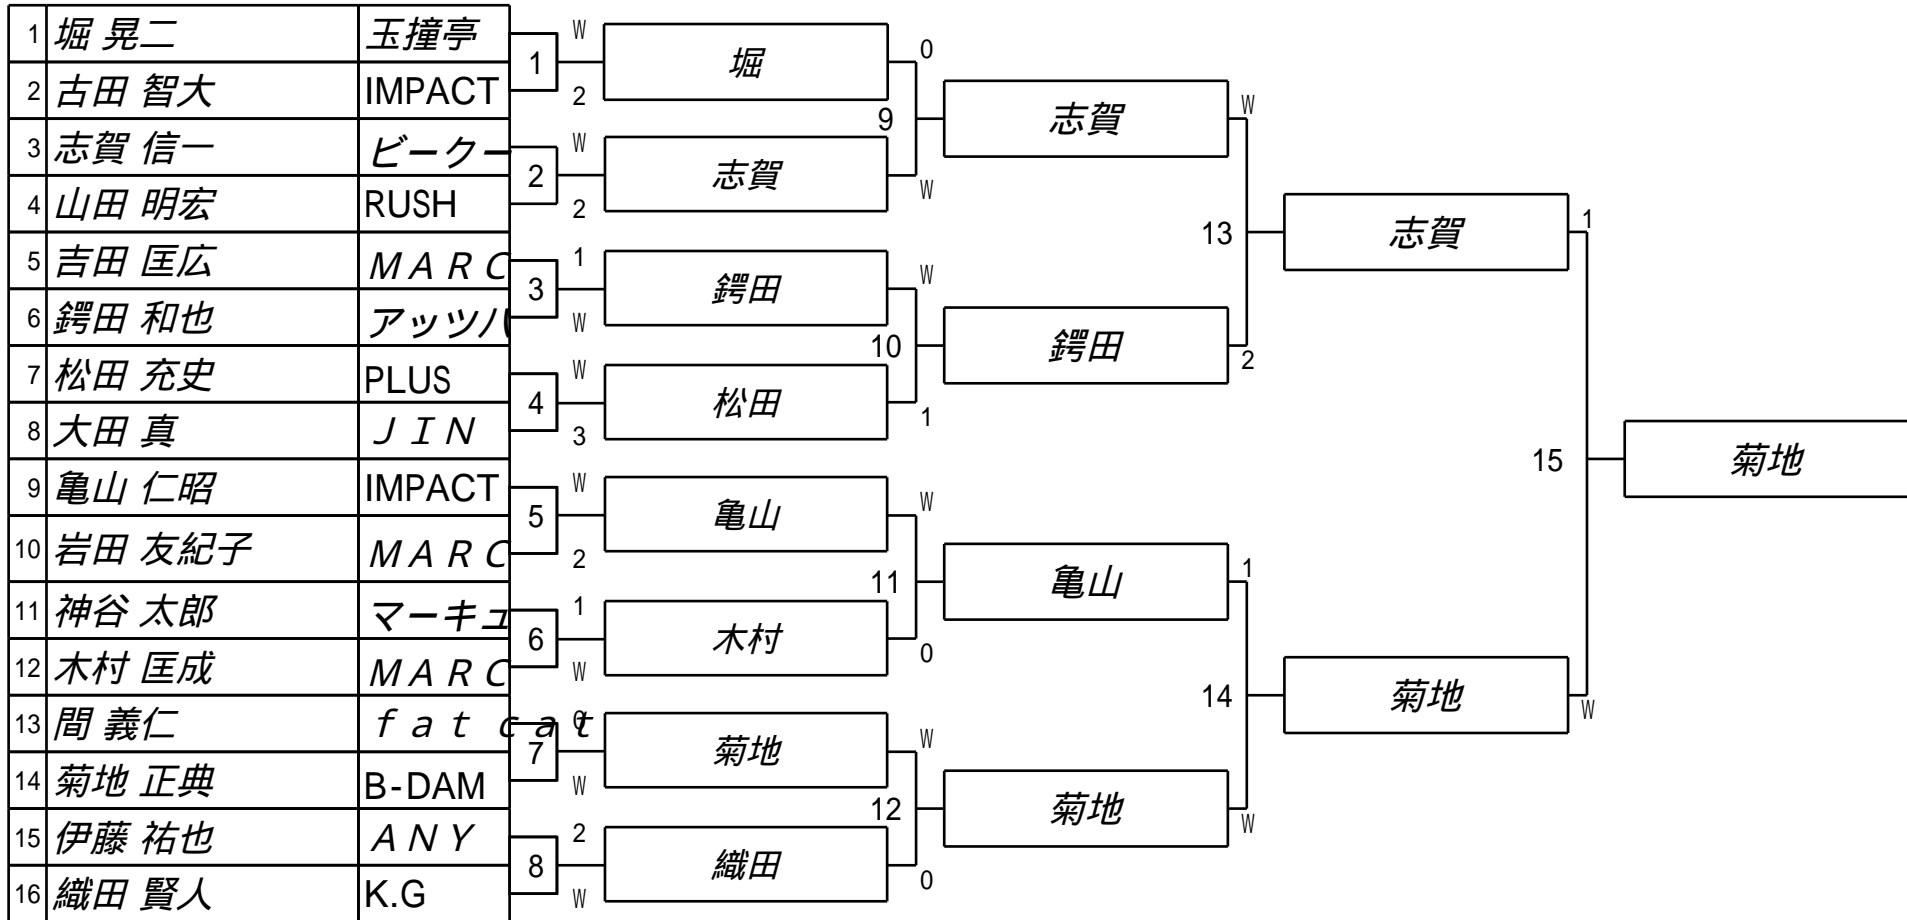 1 堀 晃二 玉撞亭
2 古田 智大 IMPACT
3 志賀 信一 ビークー
4 山田 明宏 RUSH
5 吉田 匡広 ＭＡＲＣ
6 鍔田 和也 アッツハ
7 松田 充史 PLUS
8 大田 真 ＪＩＮ
9 亀山 仁昭 IMPACT
10 岩田 友紀子 ＭＡＲＣ
11 神谷 太郎 マーキュ
12 木村 匡成 ＭＡＲＣ
13 間 義仁 ｆａｔ ｃａｔ
14 菊地 正典 B-DAM
15 伊藤 祐也 ＡＮＹ
16 織田 賢人 K.G
W
1
2
W
2
2
1
3
W
W
4
3
W
5
2
1
6
W
0
7
W
2
8
W
堀
志賀
鍔田
松田
亀山
木村
菊地
織田
0
9
W
W
10
1
W
11
0
W
12
0
志賀
鍔田
亀山
菊地
W
13
2
1
14
W
志賀
菊地
1
15
W
菊地